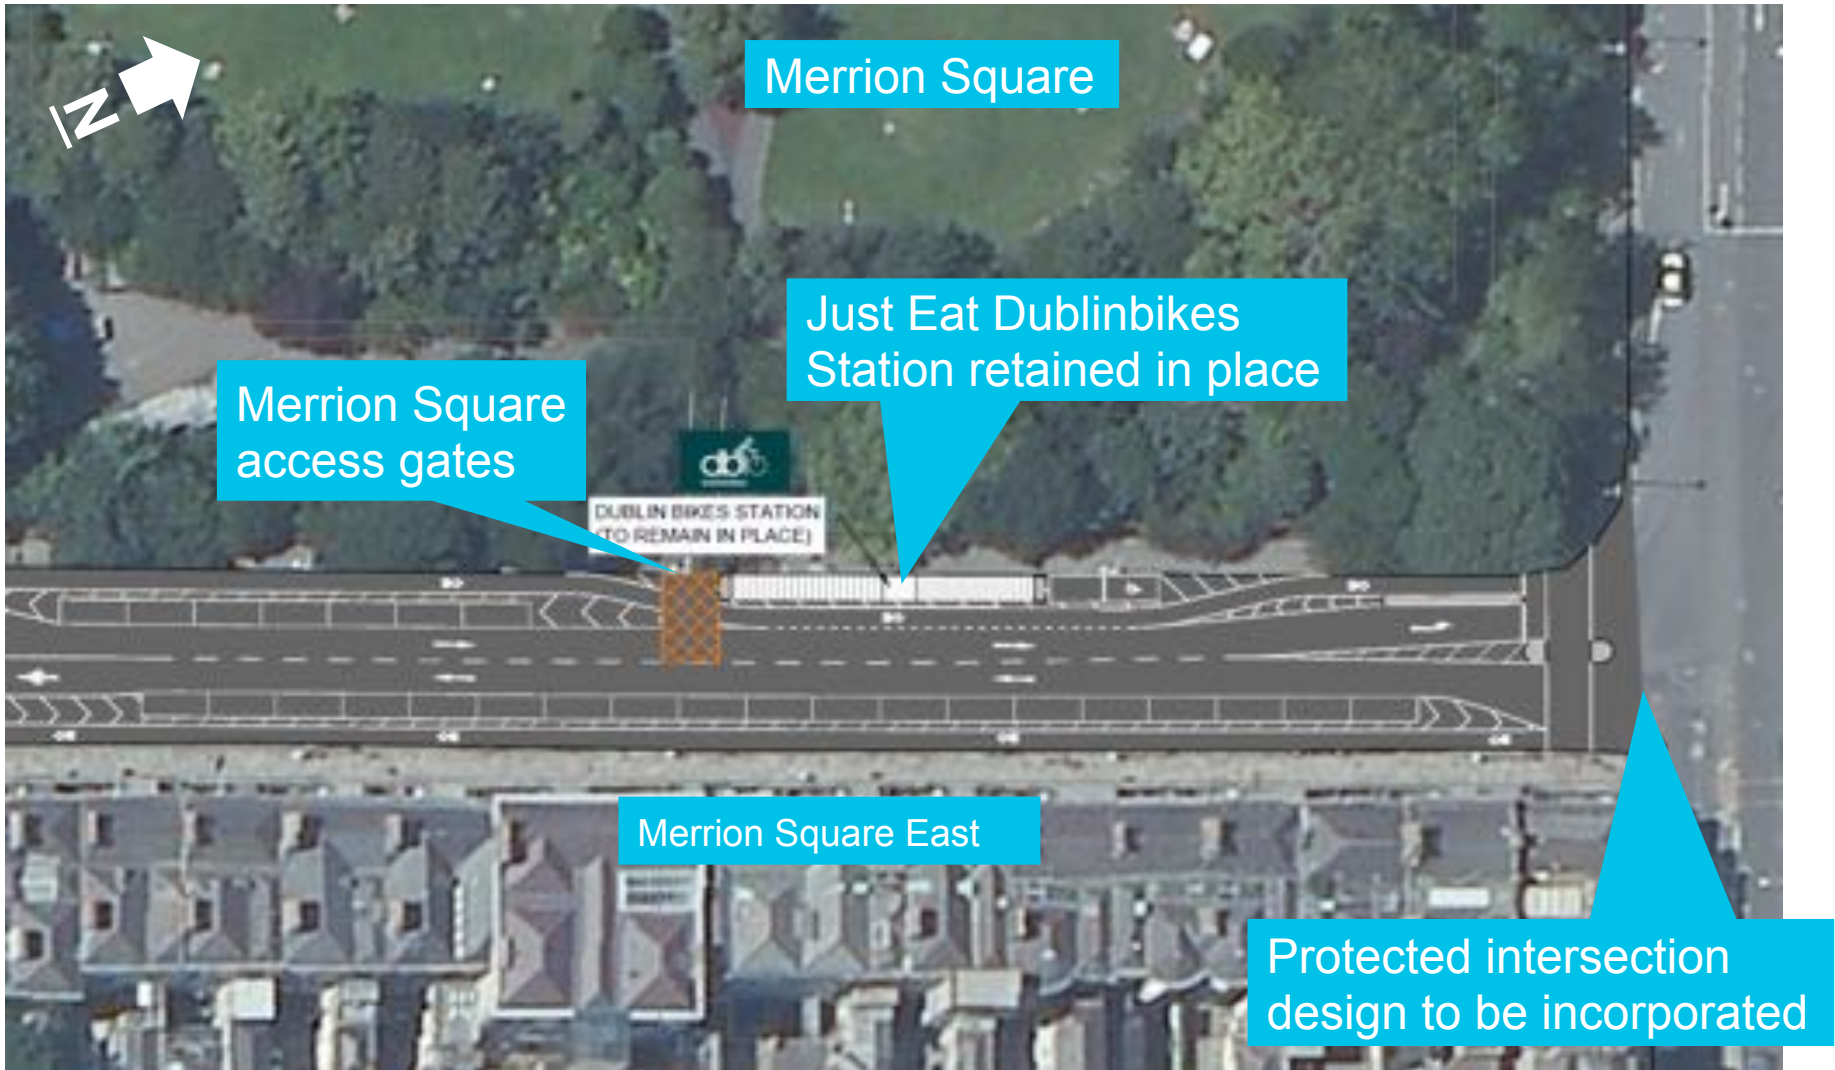 N
Merrion Square
Just Eat Dublinbikes
Station retained in place
Merrion Square
access gates
db
DUBLIN BIKES STATION
(TO REMAIN IN PLACE)
Merrion Square East
Protected intersection
design to be incorporated